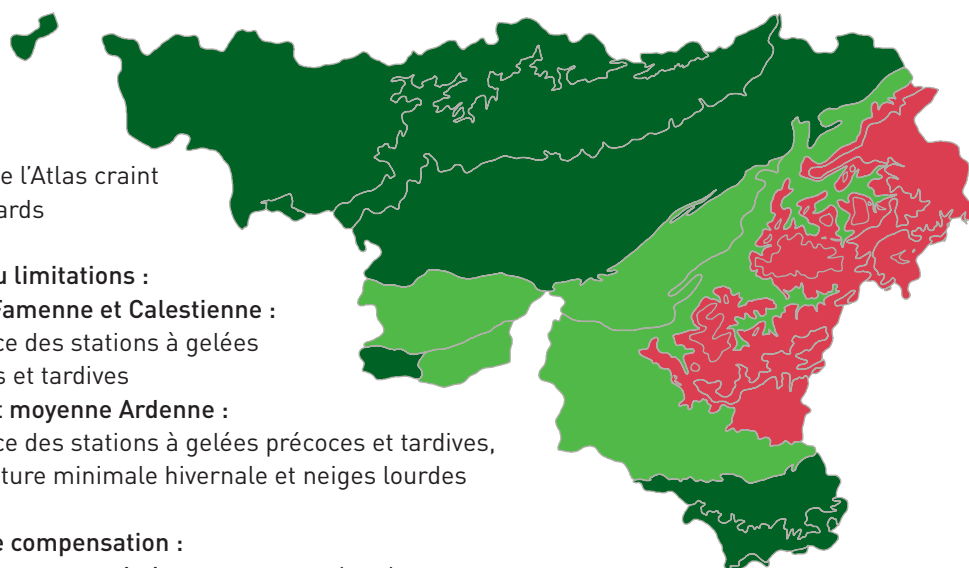 e l'Atlas craint
ards
u limitations :
Famenne et Calestienne :
ce des stations à gelées
s et tardives
t moyenne Ardenne :
ce des stations à gelées précoces et tardives,
ture minimale hivernale et neiges lourdes
e compensation :